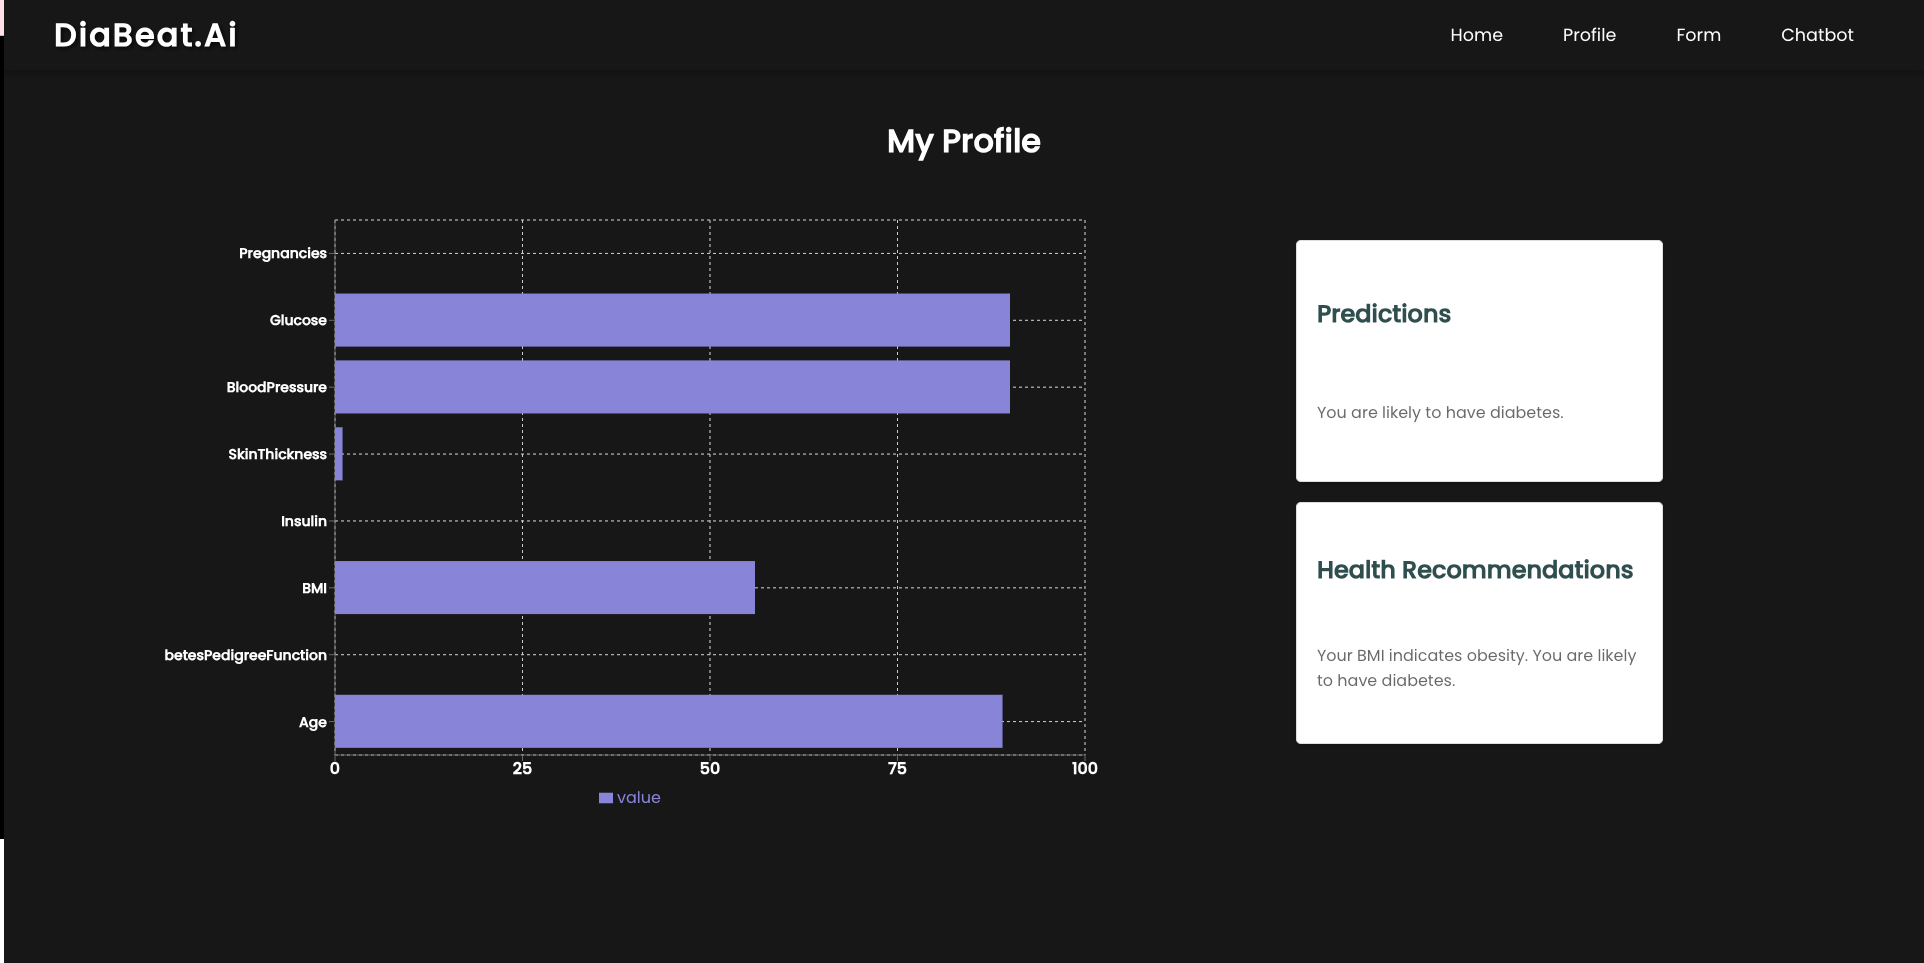 DiaBeat.Ai
Home Profile Form Chatbot
My Profile
Pregnancies
Glucose
BloodPressure
SkinThickness
Insulin
BMI
betesPedigreeFunction
Age
0 25 50 75 100
value
Predictions
You are likely to have diabetes.
Health Recommendations
Your BMI indicates obesity. You are likely
to have diabetes.